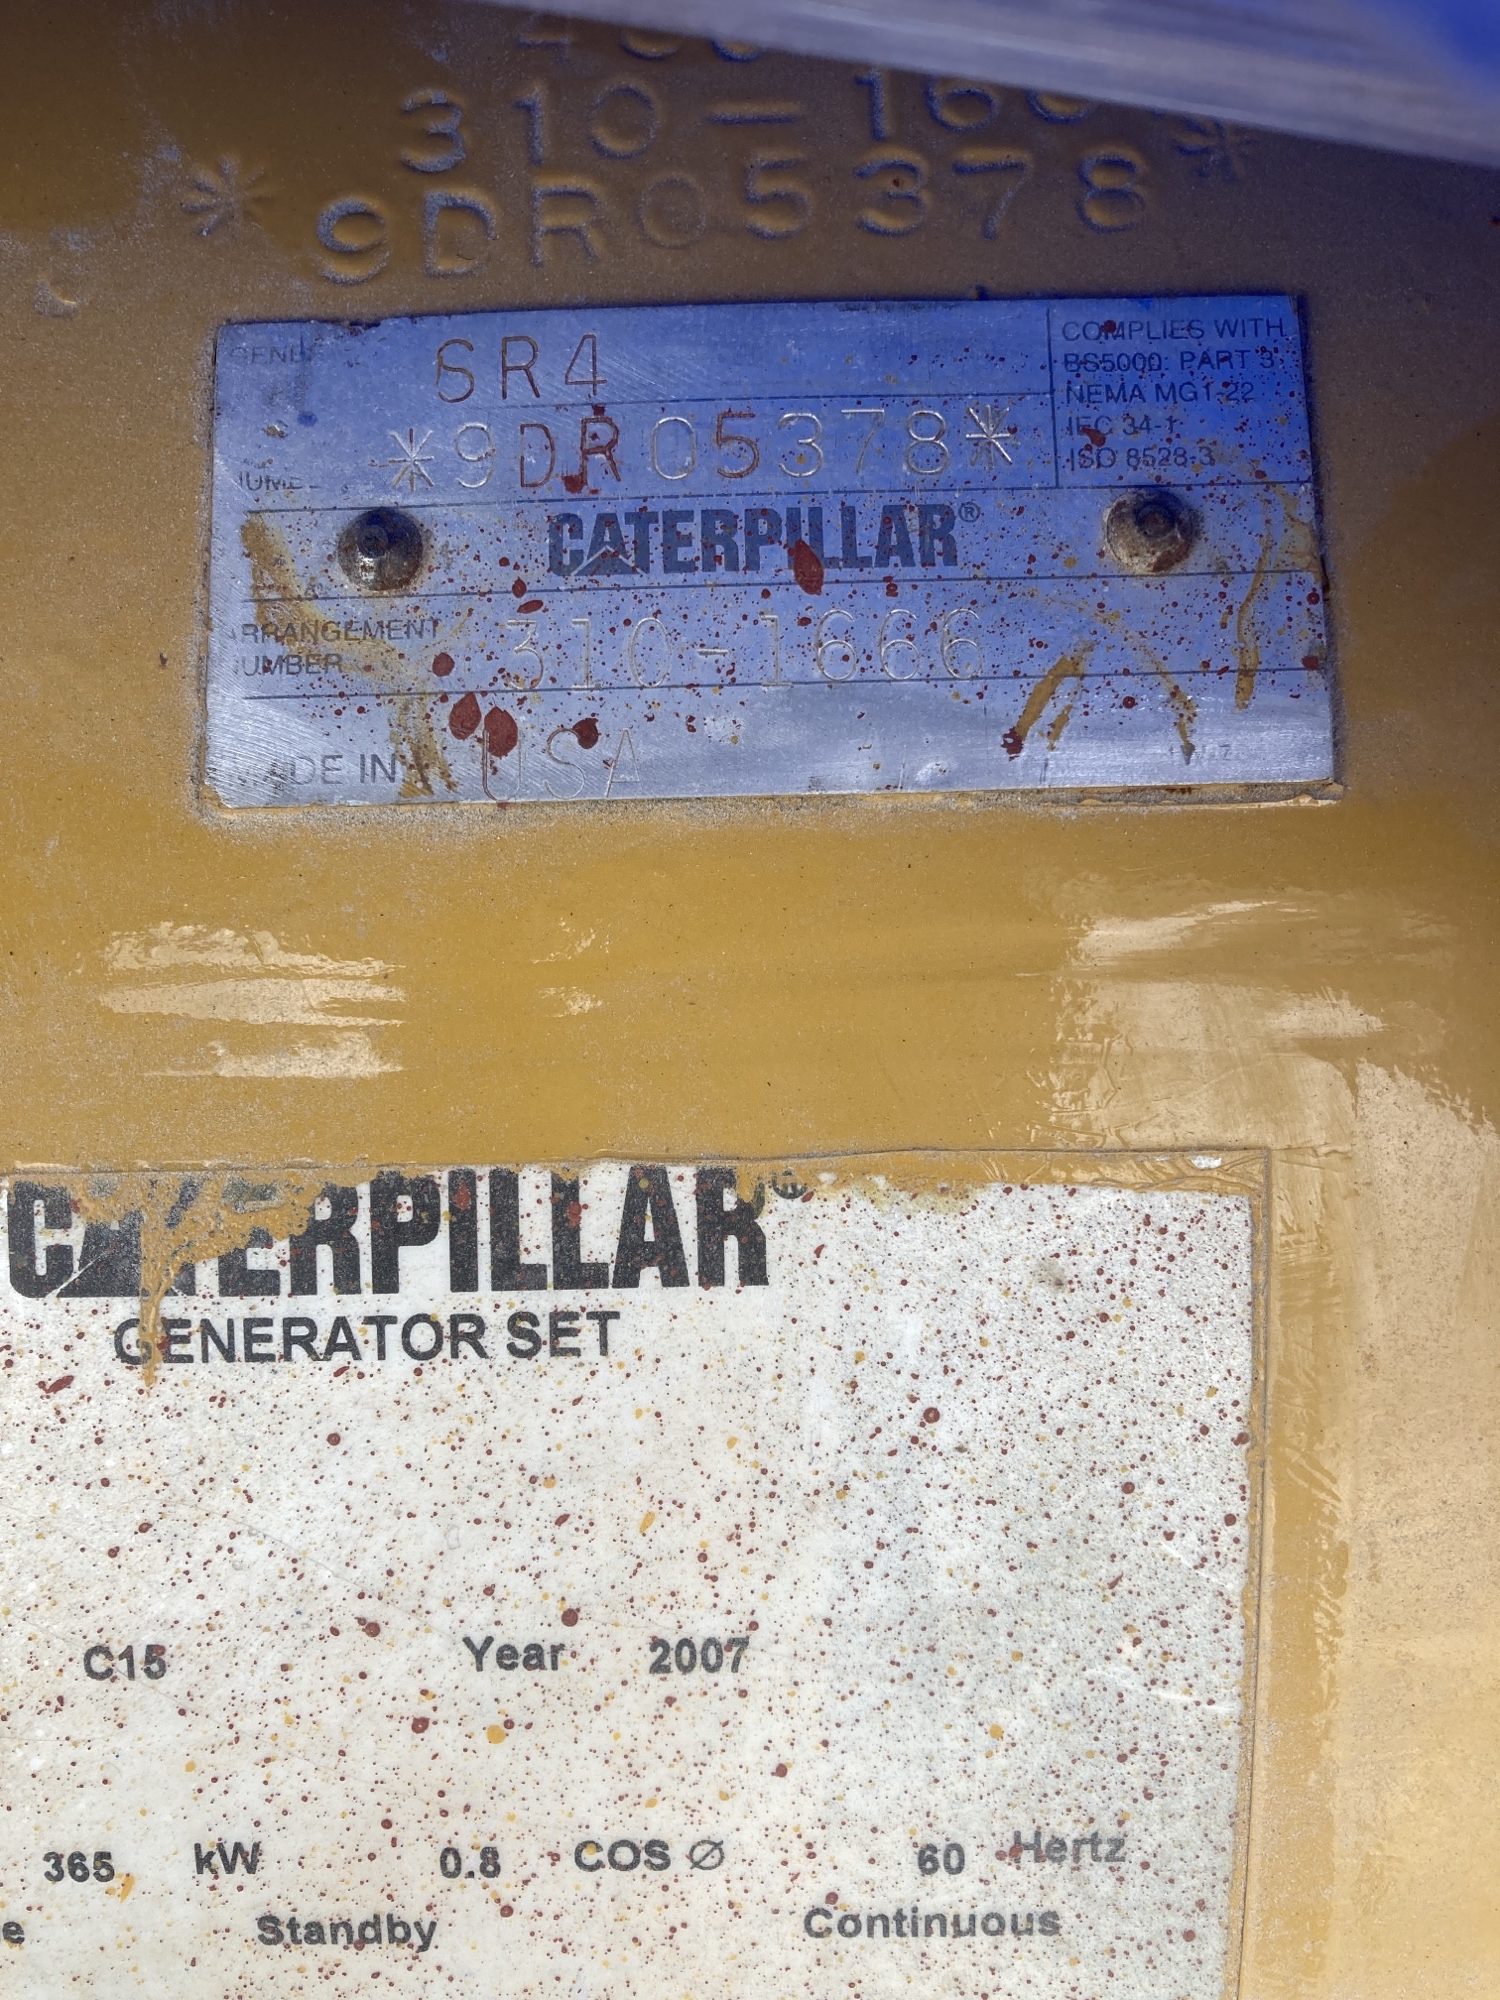 310-166
*9DR05378*
SR4
*9DR05378*
COMPLIES WITH
BS5000: PART 3
NEMA MG1-22
IEC 34-1
ISO 8528-3
CATERPILLAR®
ARRANGEMENT
NUMBER
310-1666
MADE IN USA
CATERPILLAR®
GENERATOR SET
C15 Year 2007
365 kW 0.8 COS Ø 60 Hertz
Standby Continuous